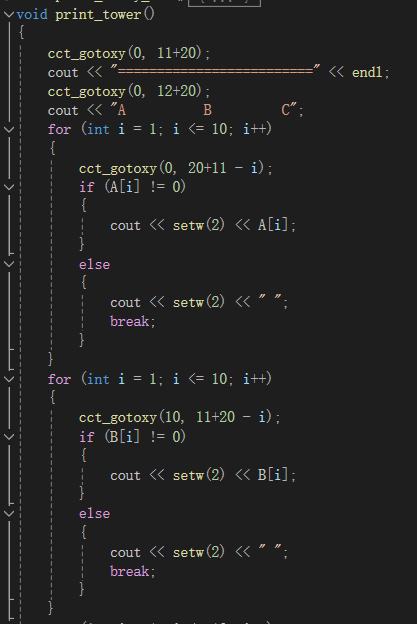 void print_tower()
{
cct_gotoxy(0, 11+20);
cout << "=========================" << endl;
cct_gotoxy(0, 12+20);
cout << "A          B         C";
for (int i = 1; i <= 10; i++)
{
cct_gotoxy(0, 20+11 - i);
if (A[i] != 0)
{
cout << setw(2) << A[i];
}
else
{
cout << setw(2) << " ";
break;
}
}
for (int i = 1; i <= 10; i++)
{
cct_gotoxy(10, 11+20 - i);
if (B[i] != 0)
{
cout << setw(2) << B[i];
}
else
{
cout << setw(2) << " ";
break;
}
}